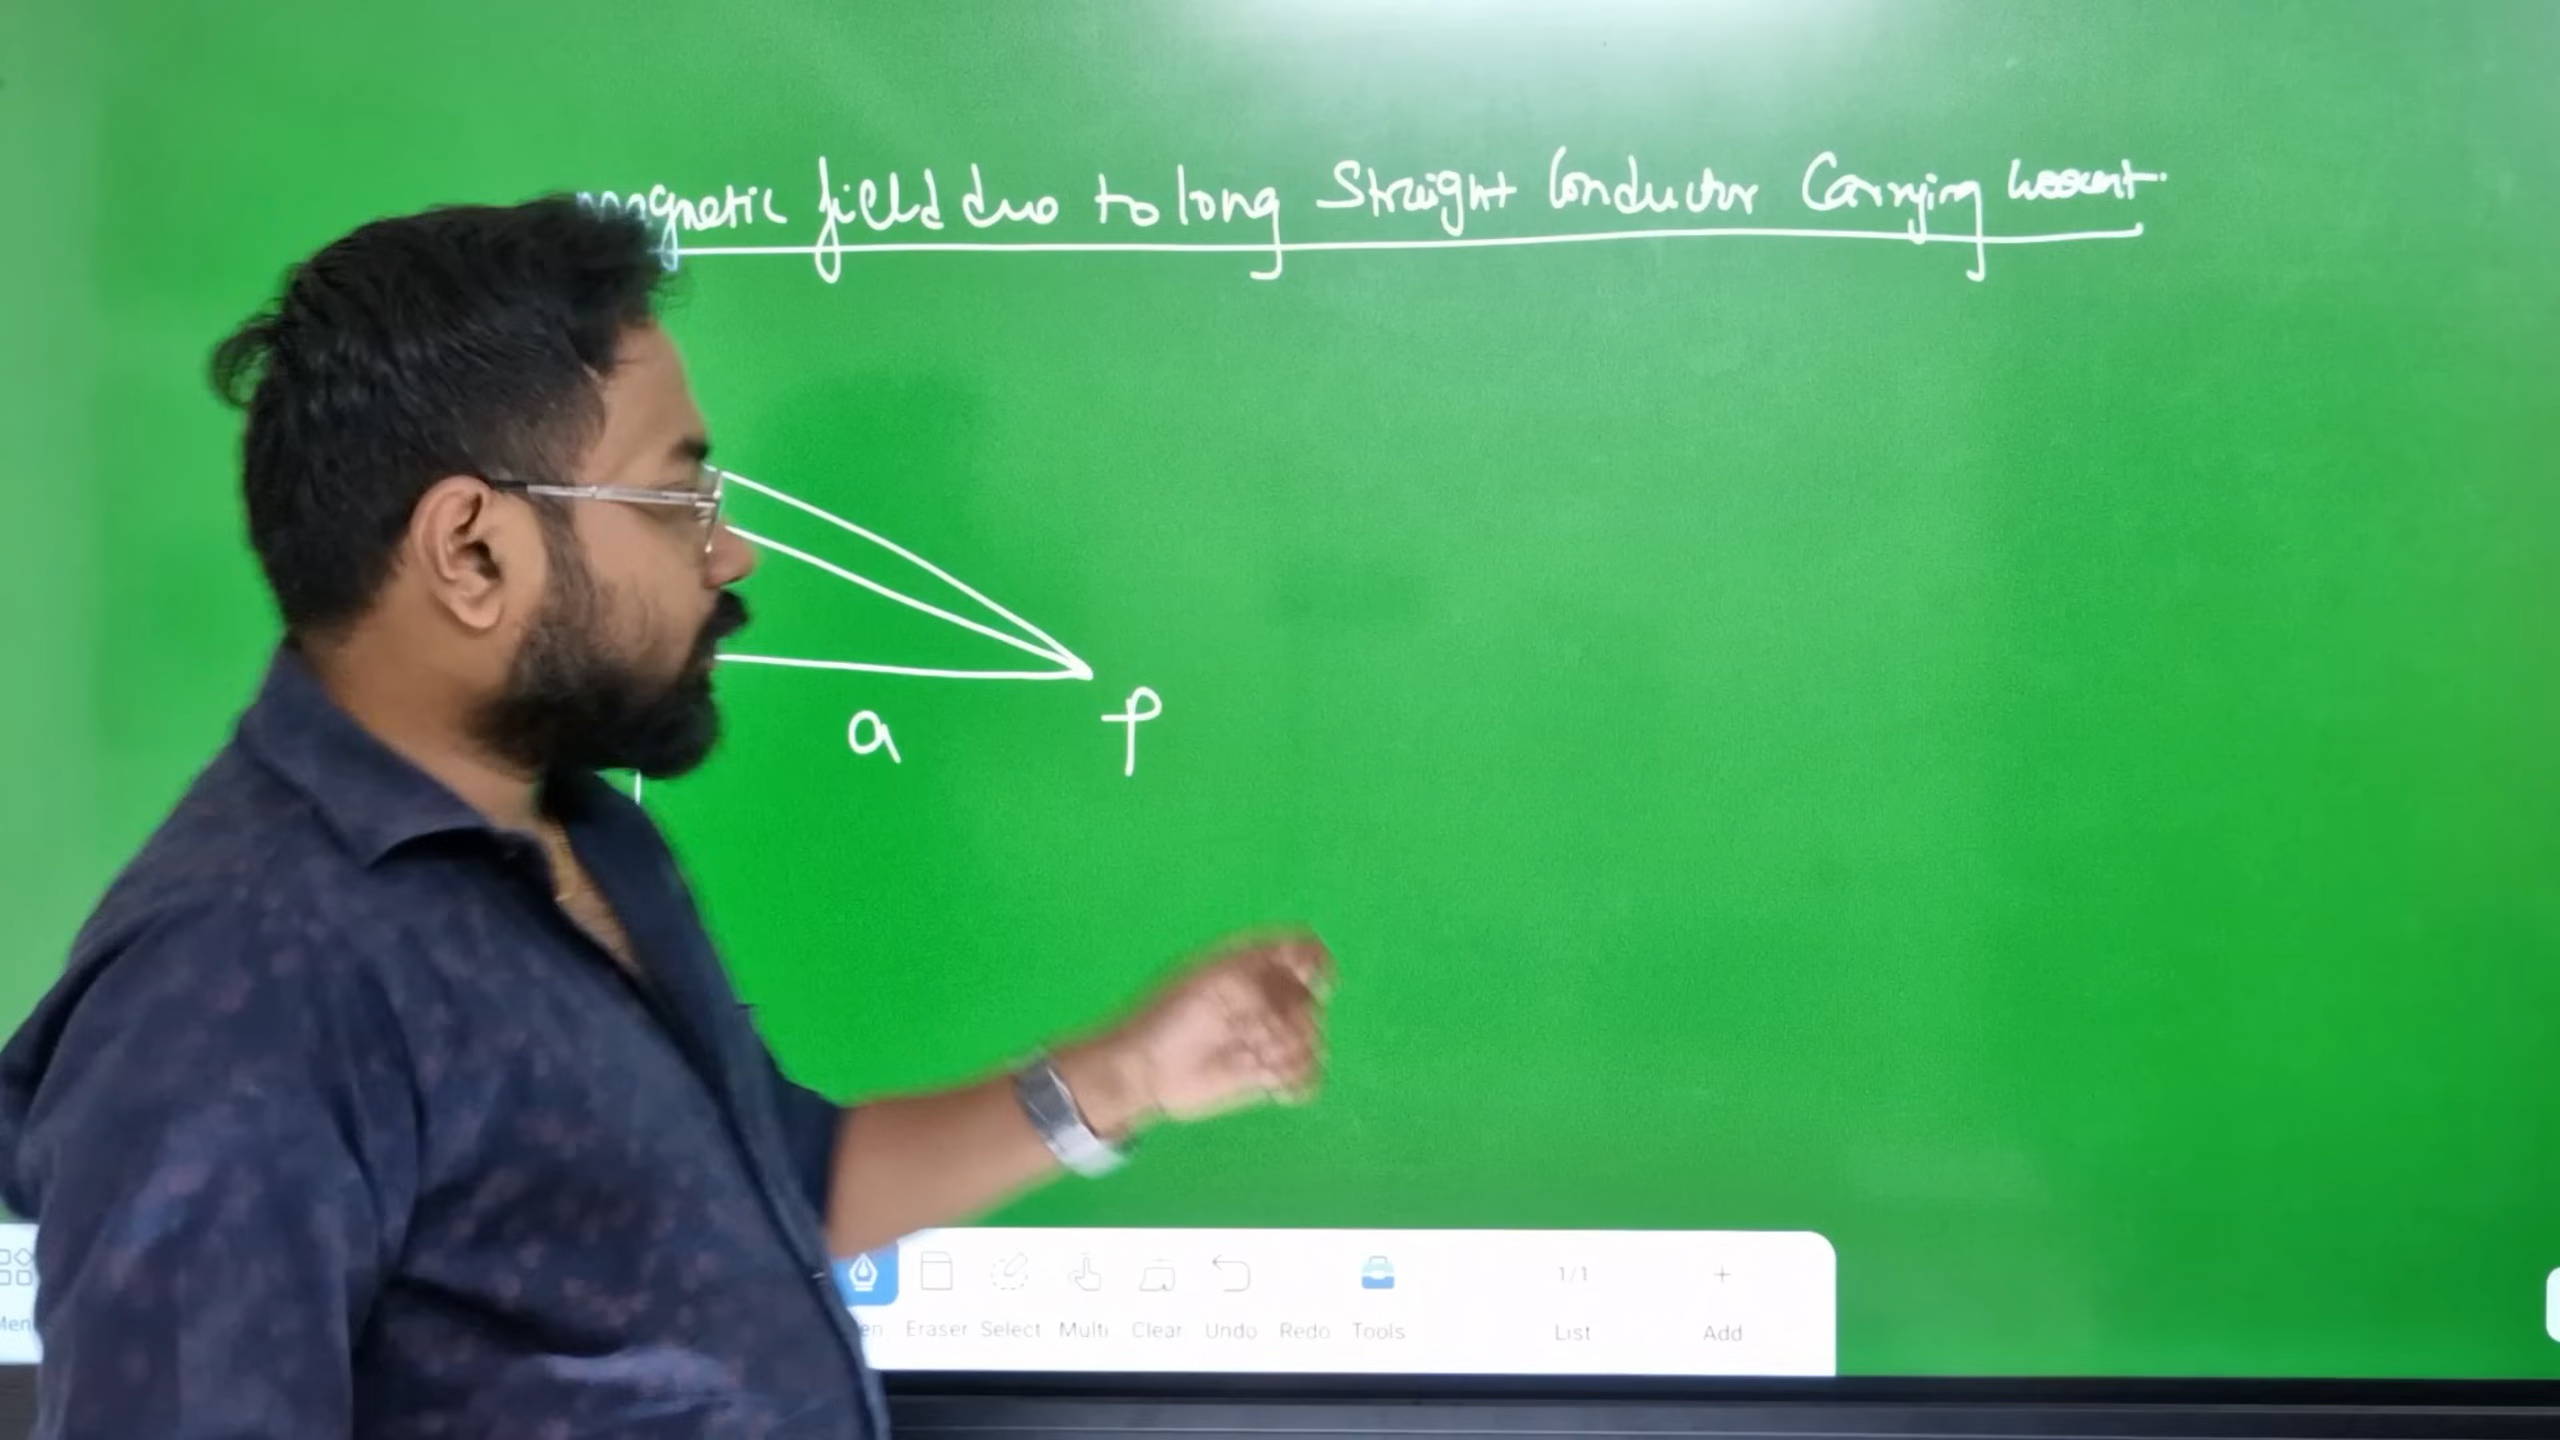 magnetic field due to long Straight Conductor Carrying
a
P
Eraser Select Multi Clear Undo Redo Tools
1/1
List
+
Add